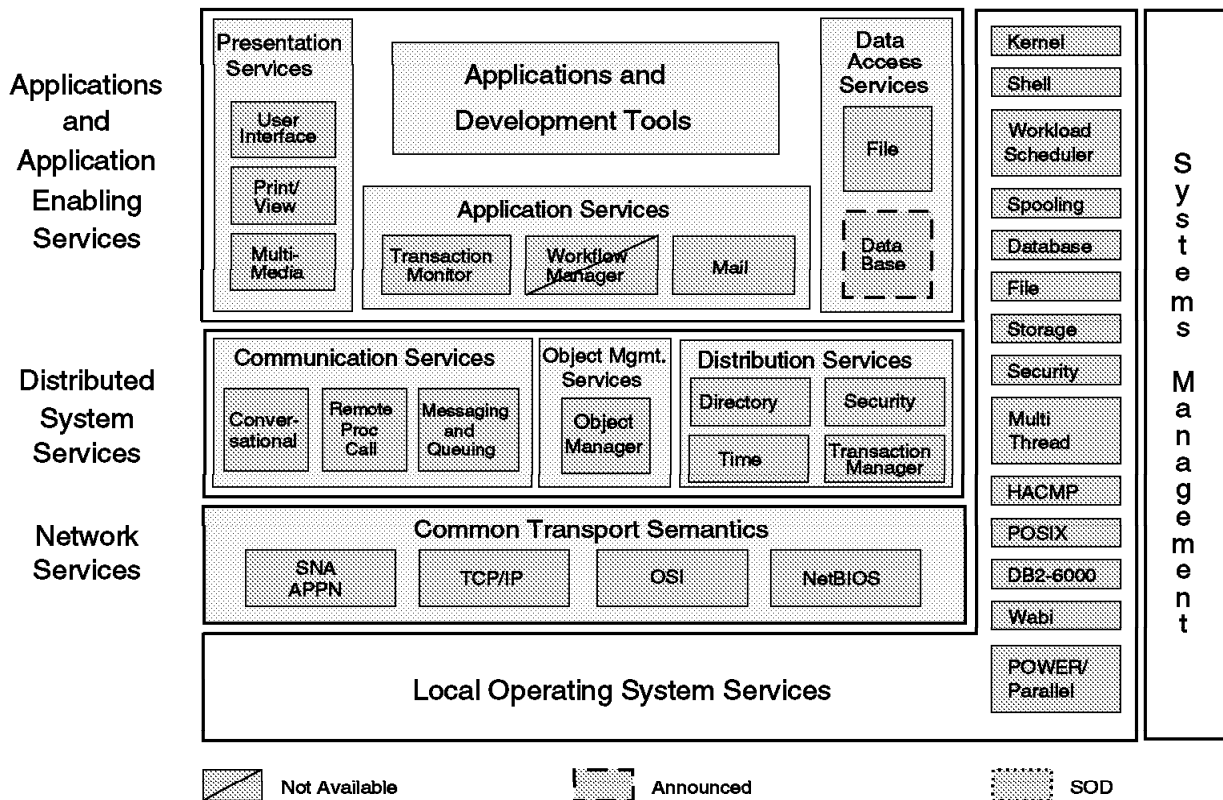 Applications
and
Application
Enabling
Services
Presentation
Services
User
Interface
Print/
View
Multi-
Media
Applications and
Development Tools
Application Services
Transaction
Monitor
Workflow
Manager
Mail
Data
Access
Services
File
Data
Base
Distributed
System
Services
Communication Services
Conver-
sational
Remote
Proc
Call
Messaging
and
Queuing
Object Mgmt.
Services
Object
Manager
Distribution Services
Directory
Security
Time
Transaction
Manager
Network
Services
Common Transport Semantics
SNA
APPN
TCP/IP
OSI
NetBIOS
Local Operating System Services
Kernel
Shell
Workload
Scheduler
Spooling
Database
File
Storage
Security
Multi
Thread
HACMP
POSIX
DB2-6000
Wabi
POWER/
Parallel
Systems Management
Not Available
Announced
SOD